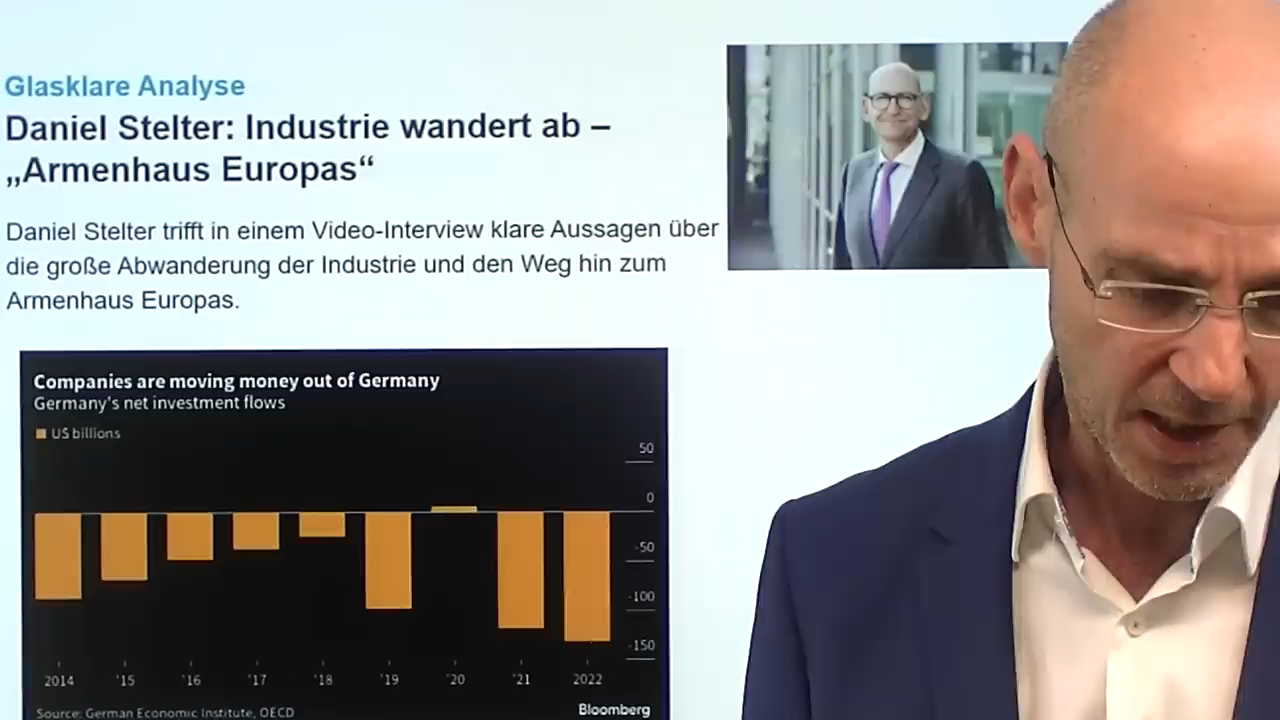 Glasklare Analyse
Daniel Stelter: Industrie wandert ab –
„Armenhaus Europas“
Daniel Stelter trifft in einem Video-Interview klare Aussagen über
die große Abwanderung der Industrie und den Weg hin zum
Armenhaus Europas.
Companies are moving money out of Germany
Germany's net investment flows
US billions
50
0
-50
-100
-150
2014 '15 '16 '17 '18 '19 '20 '21 2022
Source: German Economic Institute, OECD
Bloomberg